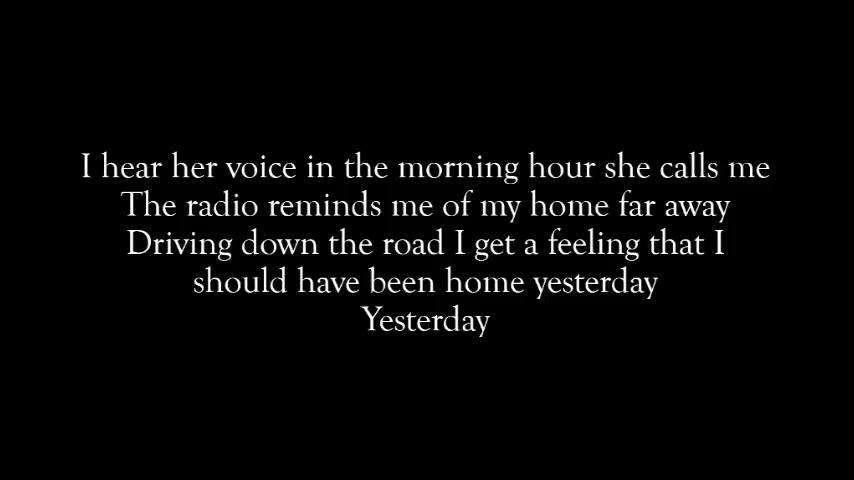 I hear her voice in the morning hour she calls me
The radio reminds me of my home far away
Driving down the road I get a feeling that I
should have been home yesterday
Yesterday